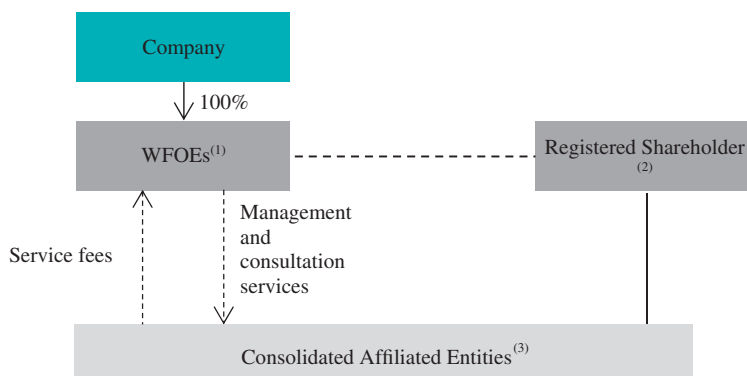 Company
100%
WFOEs(1)
Registered Shareholder
(2)
Management
and
consultation
services
Service fees
Consolidated Affiliated Entities(3)